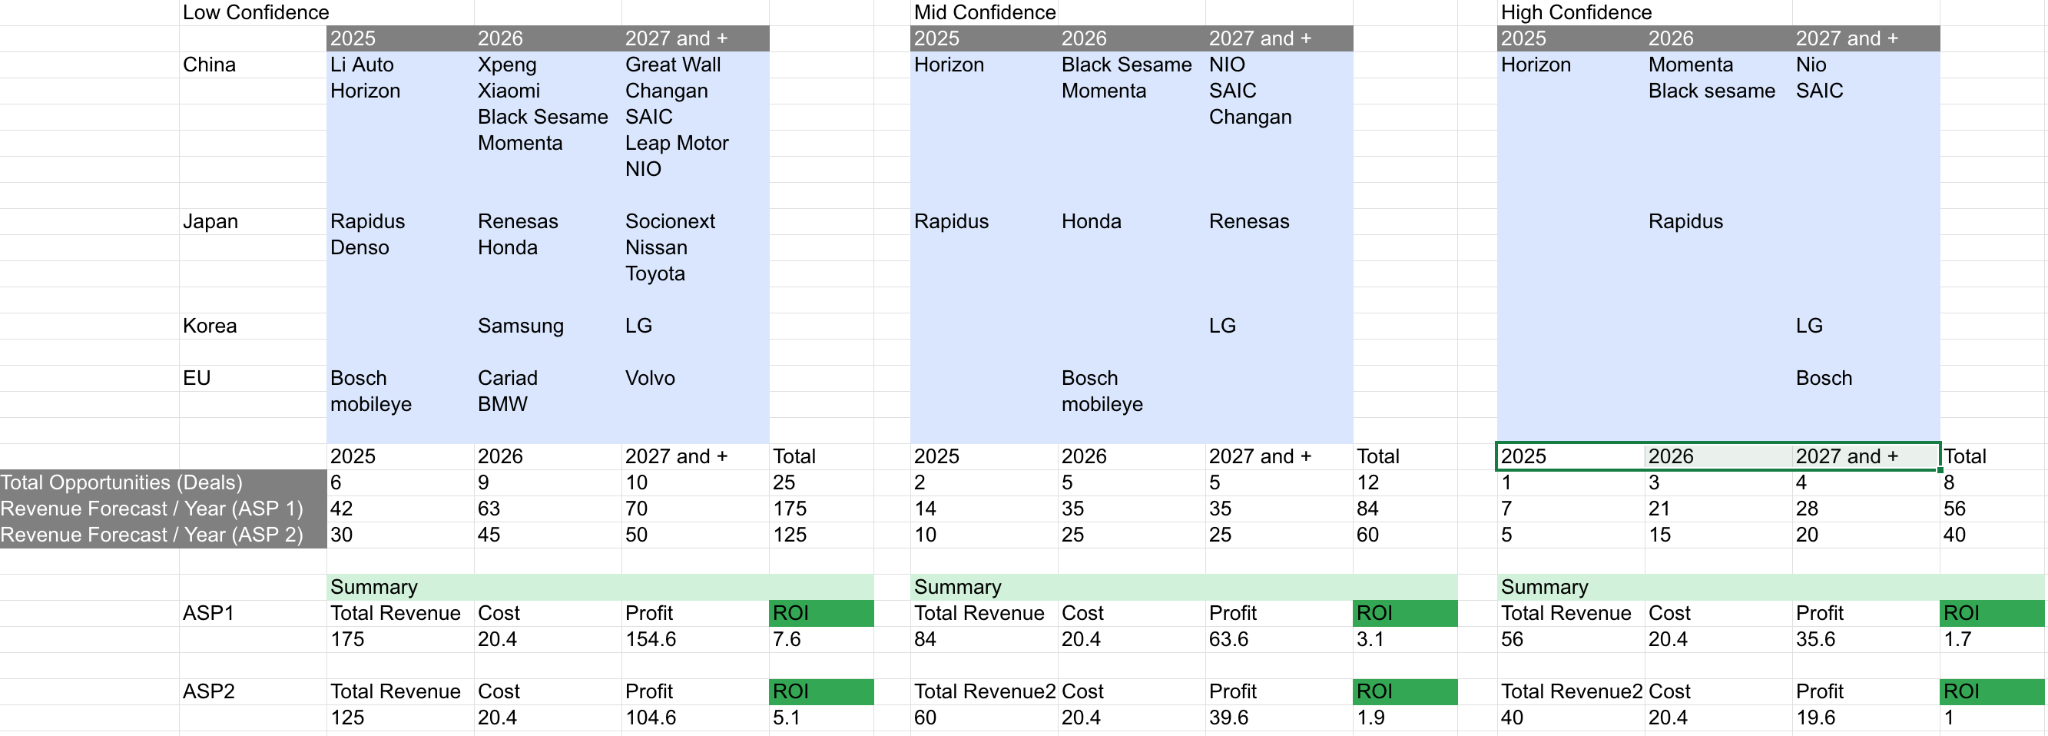 Low Confidence Mid Confidence High Confidence
2025 2026 2027 and + 2025 2026 2027 and + 2025 2026 2027 and +
China Li Auto Xpeng Great Wall Horizon Black Sesame NIO Horizon Momenta Nio
Horizon Xiaomi Changan Momenta SAIC Black sesame SAIC
Black Sesame SAIC Changan
Momenta Leap Motor
NIO
Japan Rapidus Renesas Socionext Rapidus Honda Renesas Rapidus
Denso Honda Nissan
Toyota
Korea Samsung LG LG LG
EU Bosch Cariad Volvo Bosch Bosch
mobileye BMW mobileye
2025 2026 2027 and + Total 2025 2026 2027 and + Total 2025 2026 2027 and + Total
Total Opportunities (Deals) 6 9 10 25 2 5 5 12 1 3 4 8
Revenue Forecast / Year (ASP 1) 42 63 70 175 14 35 35 84 7 21 28 56
Revenue Forecast / Year (ASP 2) 30 45 50 125 10 25 25 60 5 15 20 40
Summary Summary Summary
ASP1 Total Revenue Cost Profit ROI Total Revenue Cost Profit ROI Total Revenue Cost Profit ROI
175 20.4 154.6 7.6 84 20.4 63.6 3.1 56 20.4 35.6 1.7
ASP2 Total Revenue Cost Profit ROI Total Revenue2 Cost Profit ROI Total Revenue2 Cost Profit ROI
125 20.4 104.6 5.1 60 20.4 39.6 1.9 40 20.4 19.6 1